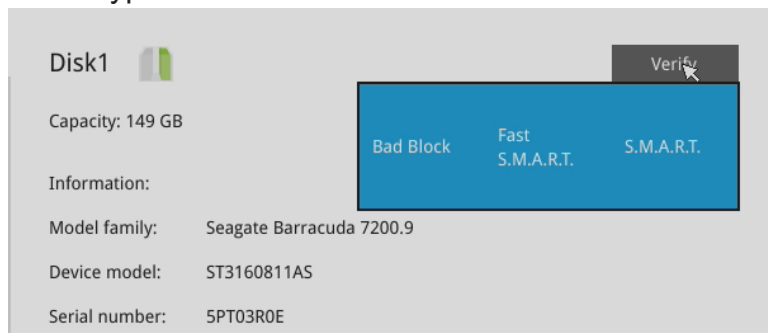 Disk1
Verify
Capacity: 149 GB
Bad Block
Fast
S.M.A.R.T.
S.M.A.R.T.
Information:
Model family: Seagate Barracuda 7200.9
Device model: ST3160811AS
Serial number: 5PT03R0E